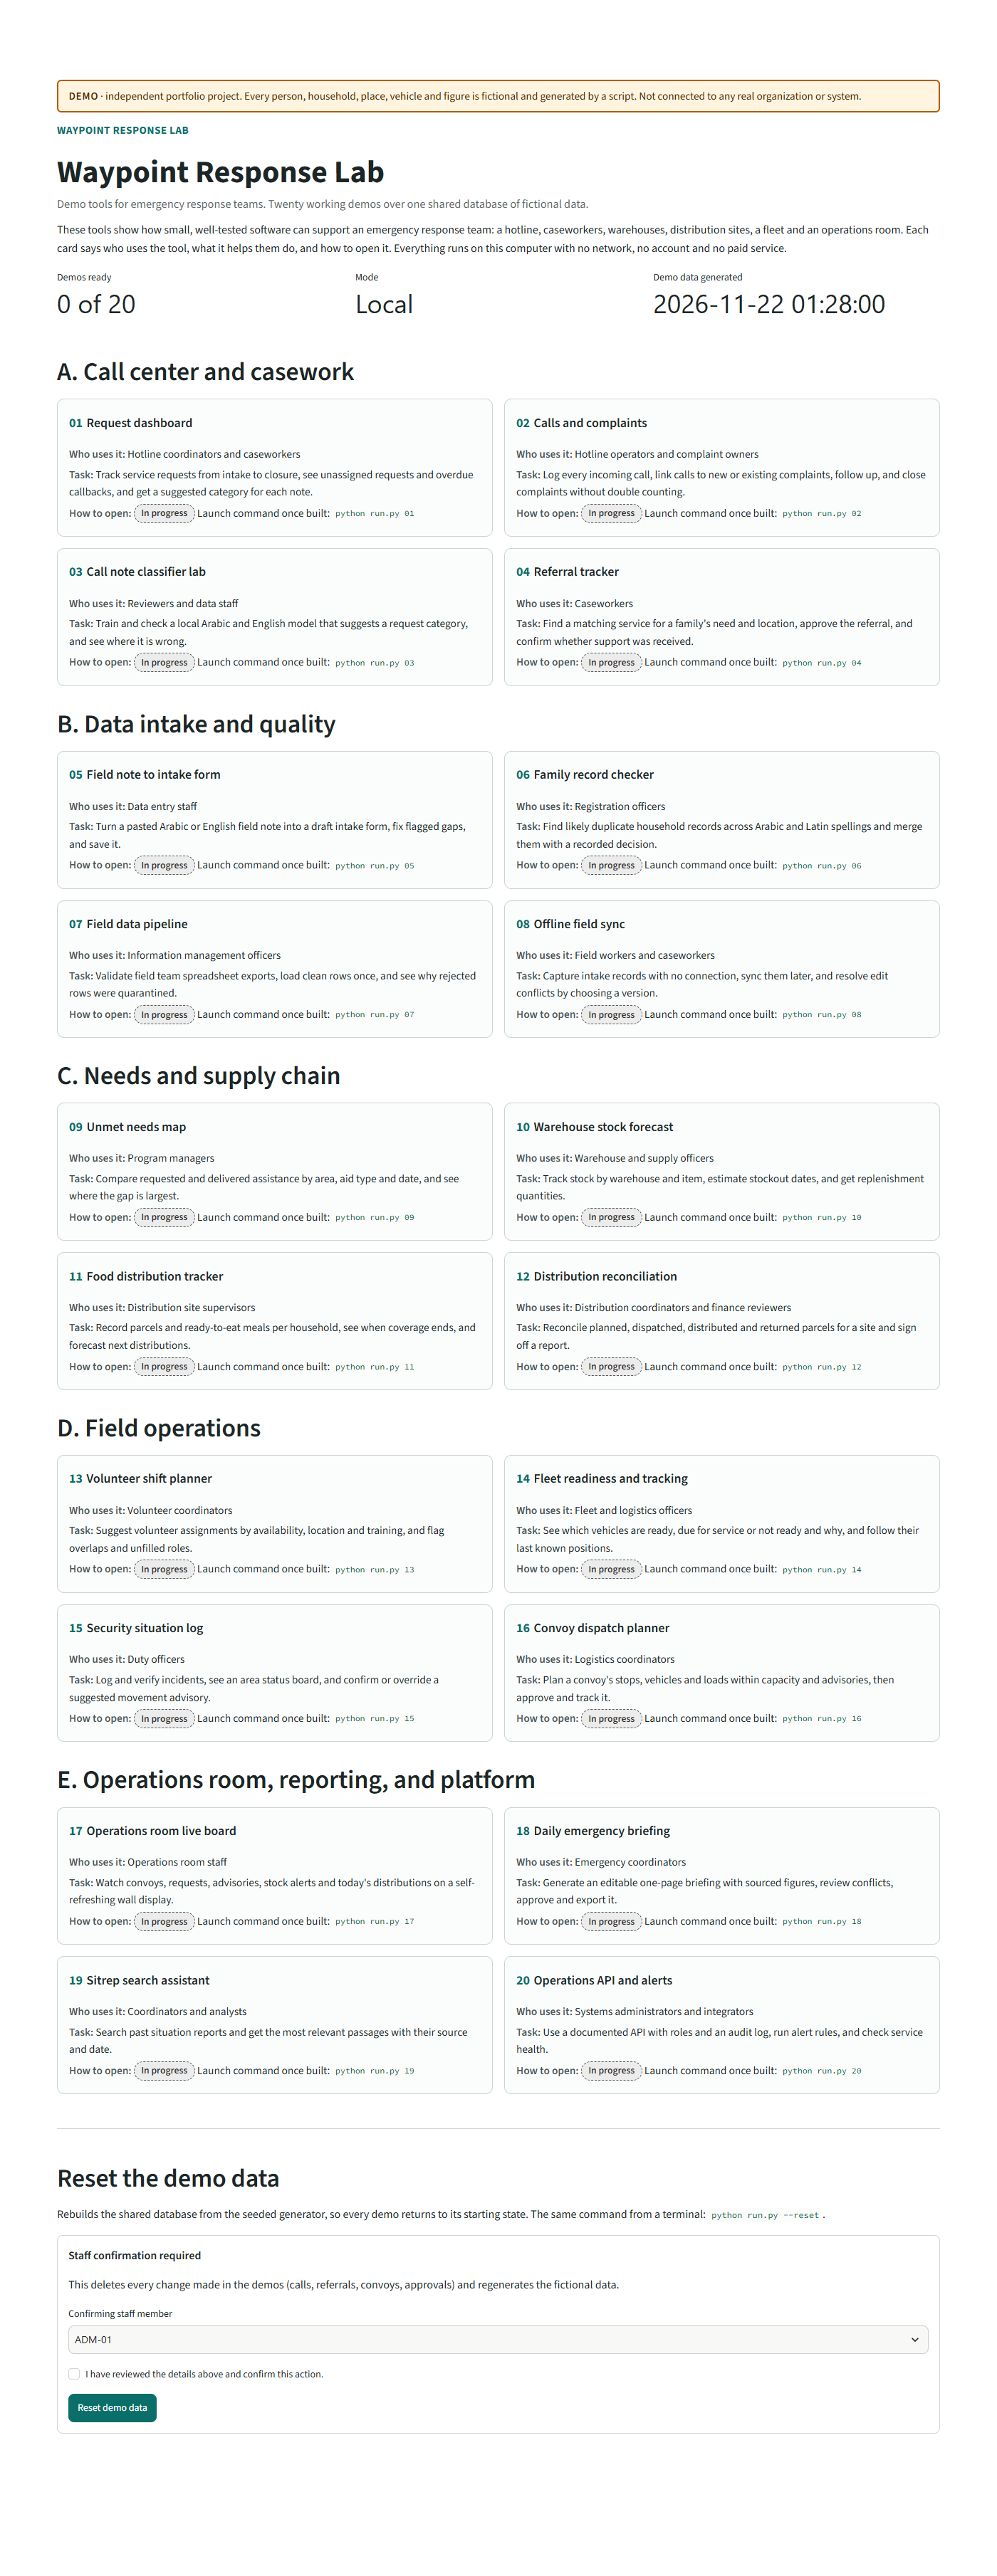 DEMO · independent portfolio project. Every person, household, place, vehicle and figure is fictional and generated by a script. Not connected to any real organization or system.
WAYPOINT RESPONSE LAB
Waypoint Response Lab
Demo tools for emergency response teams. Twenty working demos over one shared database of fictional data.
These tools show how small, well-tested software can support an emergency response team: a hotline, caseworkers, warehouses, distribution sites, a fleet and an operations room. Each
card says who uses the tool, what it helps them do, and how to open it. Everything runs on this computer with no network, no account and no paid service.
Demos ready
0 of 20
Mode
Local
Demo data generated
2026-11-22 01:28:00
A. Call center and casework
01 Request dashboard
Who uses it: Hotline coordinators and caseworkers
Task: Track service requests from intake to closure, see unassigned requests and overdue
callbacks, and get a suggested category for each note.
How to open: In progress Launch command once built: python run.py 01
02 Calls and complaints
Who uses it: Hotline operators and complaint owners
Task: Log every incoming call, link calls to new or existing complaints, follow up, and close
complaints without double counting.
How to open: In progress Launch command once built: python run.py 02
03 Call note classifier lab
Who uses it: Reviewers and data staff
Task: Train and check a local Arabic and English model that suggests a request category,
and see where it is wrong.
How to open: In progress Launch command once built: python run.py 03
04 Referral tracker
Who uses it: Caseworkers
Task: Find a matching service for a family's need and location, approve the referral, and
confirm whether support was received.
How to open: In progress Launch command once built: python run.py 04
B. Data intake and quality
05 Field note to intake form
Who uses it: Data entry staff
Task: Turn a pasted Arabic or English field note into a draft intake form, fix flagged gaps,
and save it.
How to open: In progress Launch command once built: python run.py 05
06 Family record checker
Who uses it: Registration officers
Task: Find likely duplicate household records across Arabic and Latin spellings and merge
them with a recorded decision.
How to open: In progress Launch command once built: python run.py 06
07 Field data pipeline
Who uses it: Information management officers
Task: Validate field team spreadsheet exports, load clean rows once, and see why rejected
rows were quarantined.
How to open: In progress Launch command once built: python run.py 07
08 Offline field sync
Who uses it: Field workers and caseworkers
Task: Capture intake records with no connection, sync them later, and resolve edit
conflicts by choosing a version.
How to open: In progress Launch command once built: python run.py 08
C. Needs and supply chain
09 Unmet needs map
Who uses it: Program managers
Task: Compare requested and delivered assistance by area, aid type and date, and see
where the gap is largest.
How to open: In progress Launch command once built: python run.py 09
10 Warehouse stock forecast
Who uses it: Warehouse and supply officers
Task: Track stock by warehouse and item, estimate stockout dates, and get replenishment
quantities.
How to open: In progress Launch command once built: python run.py 10
11 Food distribution tracker
Who uses it: Distribution site supervisors
Task: Record parcels and ready-to-eat meals per household, see when coverage ends, and
forecast next distributions.
How to open: In progress Launch command once built: python run.py 11
12 Distribution reconciliation
Who uses it: Distribution coordinators and finance reviewers
Task: Reconcile planned, dispatched, distributed and returned parcels for a site and sign
off a report.
How to open: In progress Launch command once built: python run.py 12
D. Field operations
13 Volunteer shift planner
Who uses it: Volunteer coordinators
Task: Suggest volunteer assignments by availability, location and training, and flag
overlaps and unfilled roles.
How to open: In progress Launch command once built: python run.py 13
14 Fleet readiness and tracking
Who uses it: Fleet and logistics officers
Task: See which vehicles are ready, due for service or not ready and why, and follow their
last known positions.
How to open: In progress Launch command once built: python run.py 14
15 Security situation log
Who uses it: Duty officers
Task: Log and verify incidents, see an area status board, and confirm or override a
suggested movement advisory.
How to open: In progress Launch command once built: python run.py 15
16 Convoy dispatch planner
Who uses it: Logistics coordinators
Task: Plan a convoy's stops, vehicles and loads within capacity and advisories, then
approve and track it.
How to open: In progress Launch command once built: python run.py 16
E. Operations room, reporting, and platform
17 Operations room live board
Who uses it: Operations room staff
Task: Watch convoys, requests, advisories, stock alerts and today's distributions on a self-
refreshing wall display.
How to open: In progress Launch command once built: python run.py 17
18 Daily emergency briefing
Who uses it: Emergency coordinators
Task: Generate an editable one-page briefing with sourced figures, review conflicts,
approve and export it.
How to open: In progress Launch command once built: python run.py 18
19 Sitrep search assistant
Who uses it: Coordinators and analysts
Task: Search past situation reports and get the most relevant passages with their source
and date.
How to open: In progress Launch command once built: python run.py 19
20 Operations API and alerts
Who uses it: Systems administrators and integrators
Task: Use a documented API with roles and an audit log, run alert rules, and check service
health.
How to open: In progress Launch command once built: python run.py 20
Reset the demo data
Rebuilds the shared database from the seeded generator, so every demo returns to its starting state. The same command from a terminal: python run.py --reset .
Staff confirmation required
This deletes every change made in the demos (calls, referrals, convoys, approvals) and regenerates the fictional data.
Confirming staff member
ADM-01
I have reviewed the details above and confirm this action.
Reset demo data